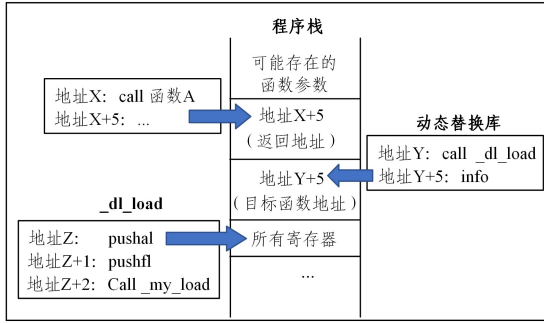 程序栈
可能存在的
函数参数
地址X: call 函数A
地址X+5: ...
地址X+5
(返回地址)
动态替换库
地址Y: call _dl_load
地址Y+5: info
地址Y+5
(目标函数地址)
_dl_load
地址Z: pushal
地址Z+1: pushfl
地址Z+2: Call _my_load
所有寄存器
...